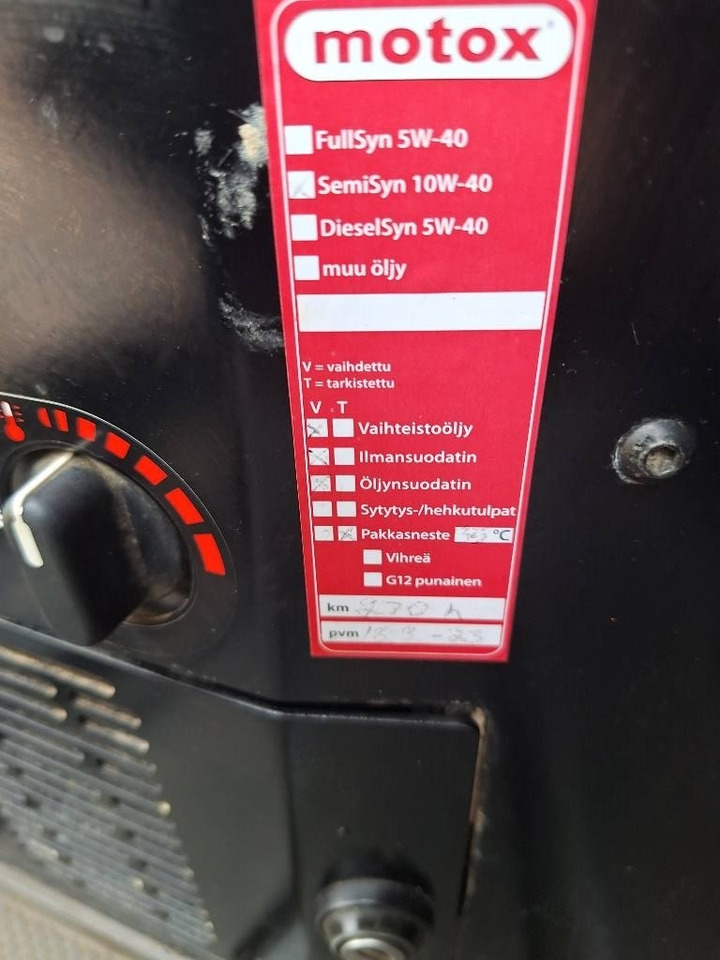 motox
FullSyn 5W-40
SemiSyn 10W-40
DieselSyn 5W-40
muu öljy
V = vaihdettu
T = tarkistettu
V T
Vaihteistoöljy
Ilmansuodatin
Öljynsuodatin
Sytytys-/hehkutulpat
Pakkasneste °C
Vihreä
G12 punainen
km h
pvm